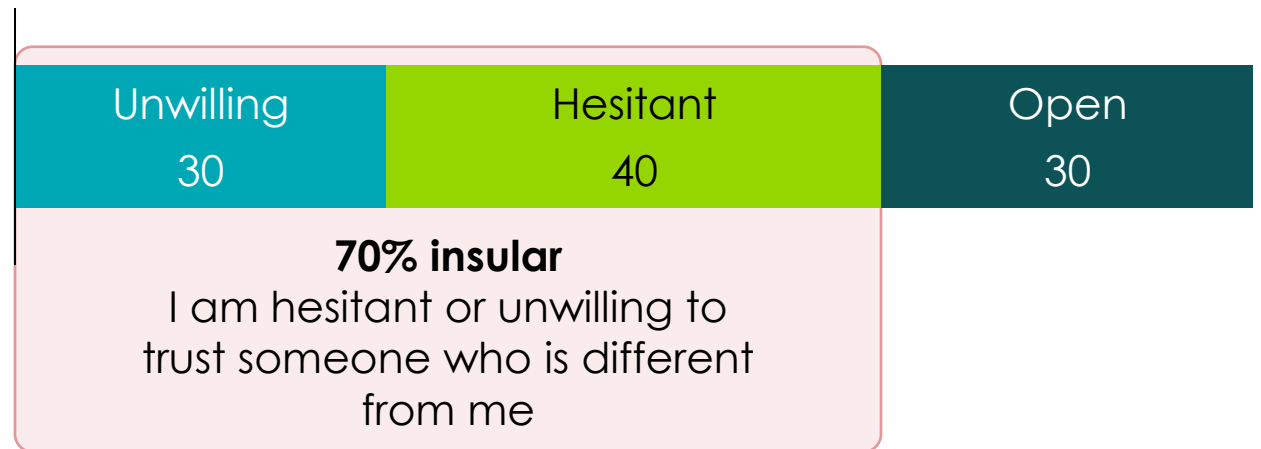 Unwilling
Hesitant
Open
30
40
30
70% insular
I am hesitant or unwilling to
trust someone who is different
from me